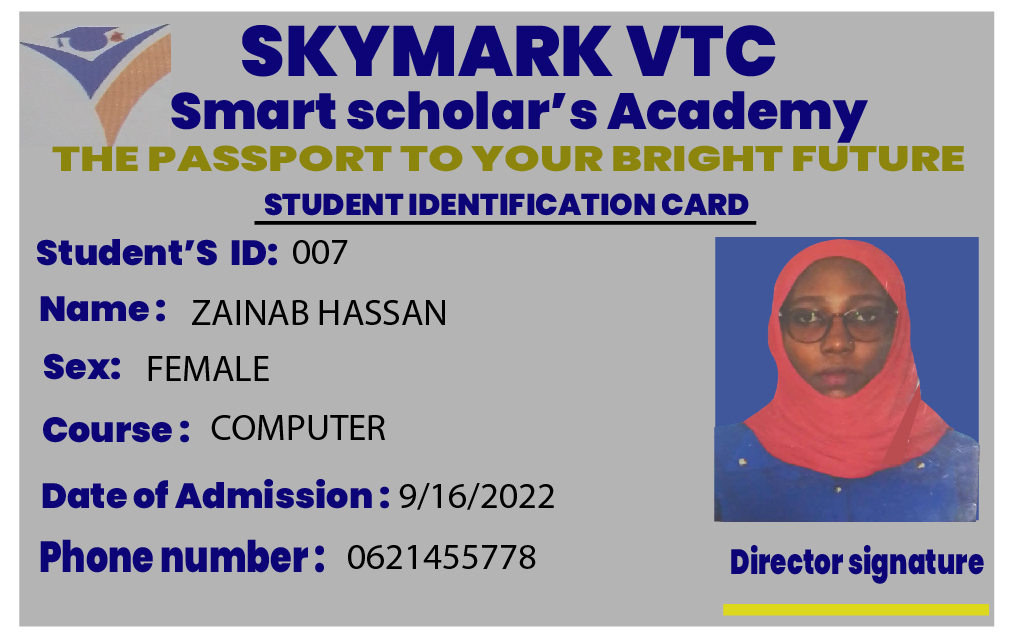 SKYMARK VTC
Smart scholar's Academy
THE PASSPORT TO YOUR BRIGHT FUTURE
STUDENT IDENTIFICATION CARD
Student'S ID: 007
Name : ZAINAB HASSAN
Sex: FEMALE
Course : COMPUTER
Date of Admission : 9/16/2022
Phone number : 0621455778
Director signature